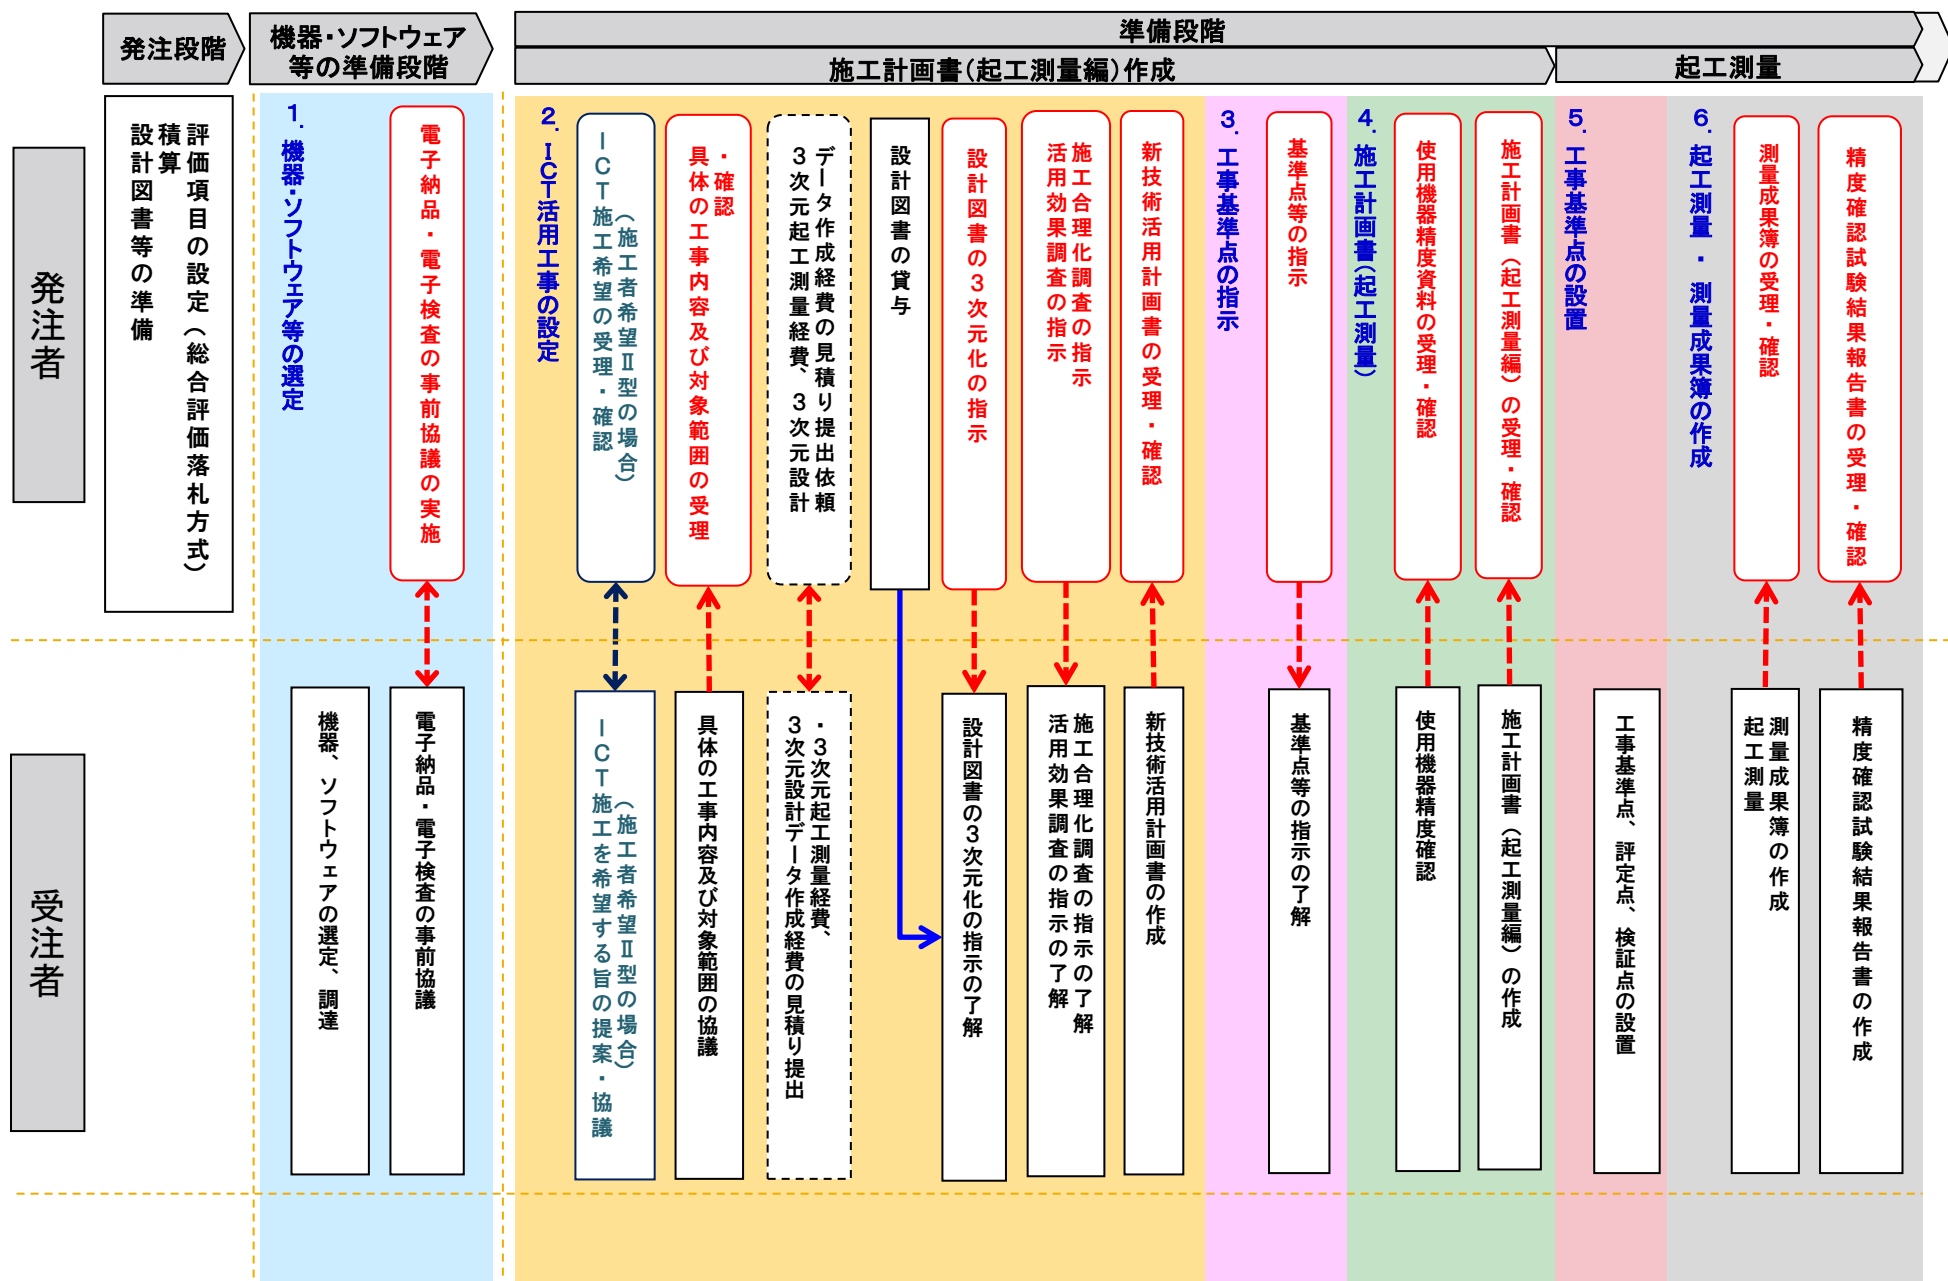 発注段階
機器・ソフトウェア
等の準備段階
準備段階
施工計画書(起工測量編)作成
起工測量
発注者
評価項目の設定(総合評価落札方式)
積算
設計図書等の準備
1. 機器・ソフトウェア等の選定
電子納品・電子検査の事前協議の実施
2. ICT活用工事の設定
(施工者希望Ⅱ型の場合)
ICT施工希望の受理・確認
・確認
具体の工事内容及び対象範囲の受理
データ作成経費の見積り提出依頼
3次元起工測量経費、3次元設計
設計図書の貸与
設計図書の3次元化の指示
施工合理化調査の指示
活用効果調査の指示
新技術活用計画書の受理・確認
3. 工事基準点の指示
基準点等の指示
4. 施工計画書(起工測量)
使用機器精度資料の受理・確認
施工計画書(起工測量編)の受理・確認
5. 工事基準点の設置
6. 起工測量 ・ 測量成果簿の作成
測量成果簿の受理・確認
精度確認試験結果報告書の受理・確認
受注者
機器、ソフトウェアの選定、調達
電子納品・電子検査の事前協議
(施工者希望Ⅱ型の場合)
ICT施工を希望する旨の提案・協議
具体の工事内容及び対象範囲の協議
・3次元起工測量経費、
3次元設計データ作成経費の見積り提出
設計図書の3次元化の指示の了解
施工合理化調査の指示の了解
活用効果調査の指示の了解
新技術活用計画書の作成
基準点等の指示の了解
使用機器精度確認
施工計画書(起工測量編)の作成
工事基準点、評定点、検証点の設置
測量成果簿の作成
起工測量
精度確認試験結果報告書の作成